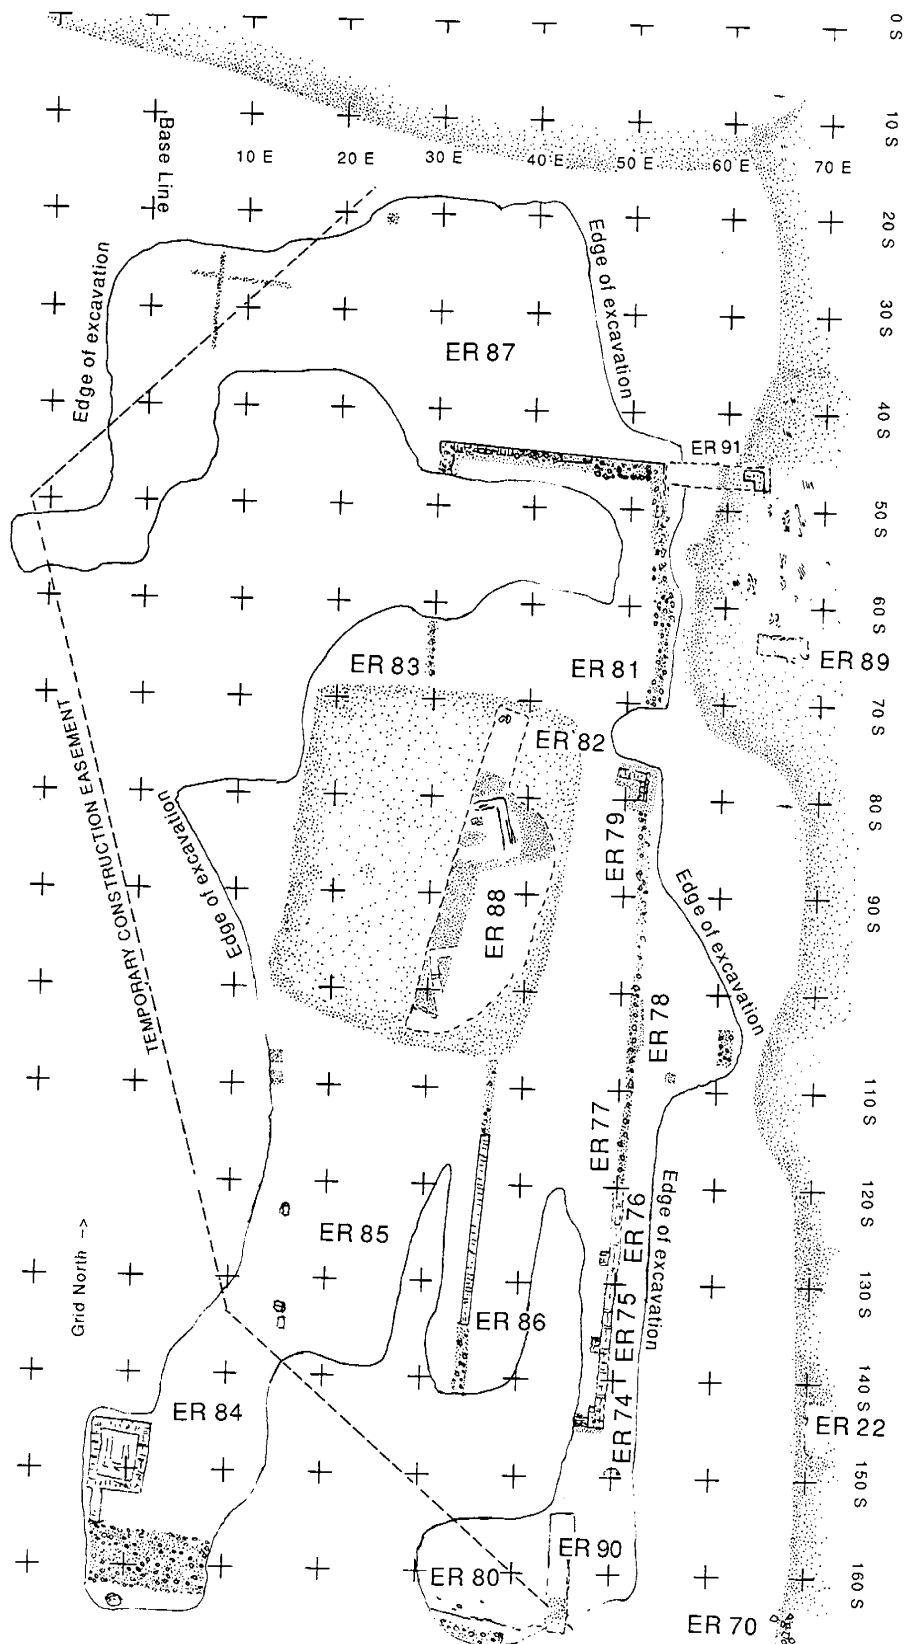 0 S
10 S
Base Line
10 E
20 E
30 E
40 E
50 E
60 E
70 E
20 S
Edge of excavation
Edge of excavation
30 S
ER 87
40 S
ER 91
50 S
60 S
ER 83
ER 81
ER 89
70 S
ER 82
TEMPORARY CONSTRUCTION EASEMENT
Edge of excavation
80 S
ER 79
ER 88
Edge of excavation
90 S
ER 78
110 S
ER 77
Edge of excavation
ER 76
120 S
ER 85
Grid North -->
130 S
ER 75
ER 86
140 S
ER 84
ER 74
ER 22
150 S
ER 90
ER 80
160 S
ER 70